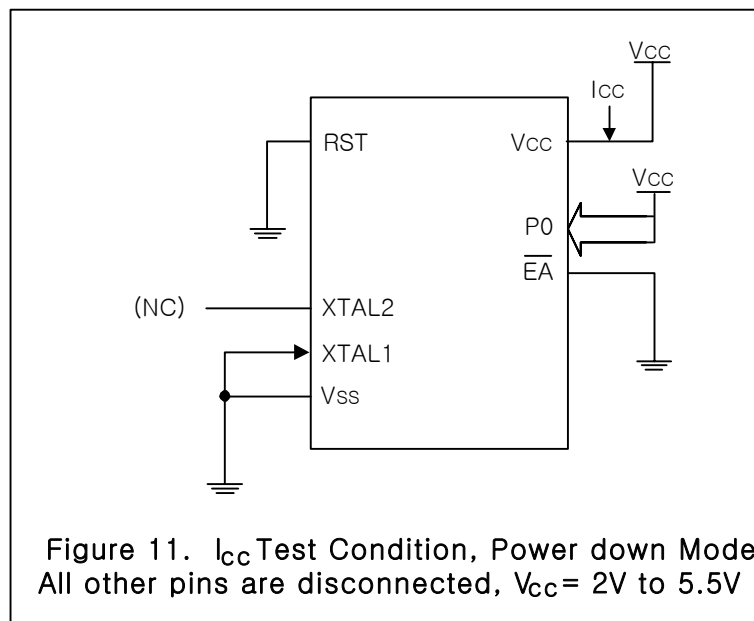 VCC
ICC
RST
VCC
VCC
P0
EA
(NC)
XTAL2
XTAL1
VSS
Figure 11. ICC Test Condition, Power down Mode
All other pins are disconnected, VCC= 2V to 5.5V